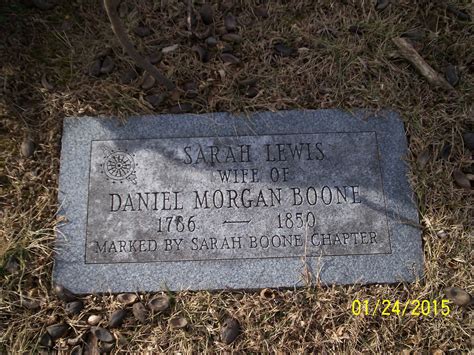 SARAH LEWIS
WIFE OF
DANIEL MORGAN BOONE
1786 — 1850
MARKED BY SARAH BOONE CHAPTER
01/24/2015